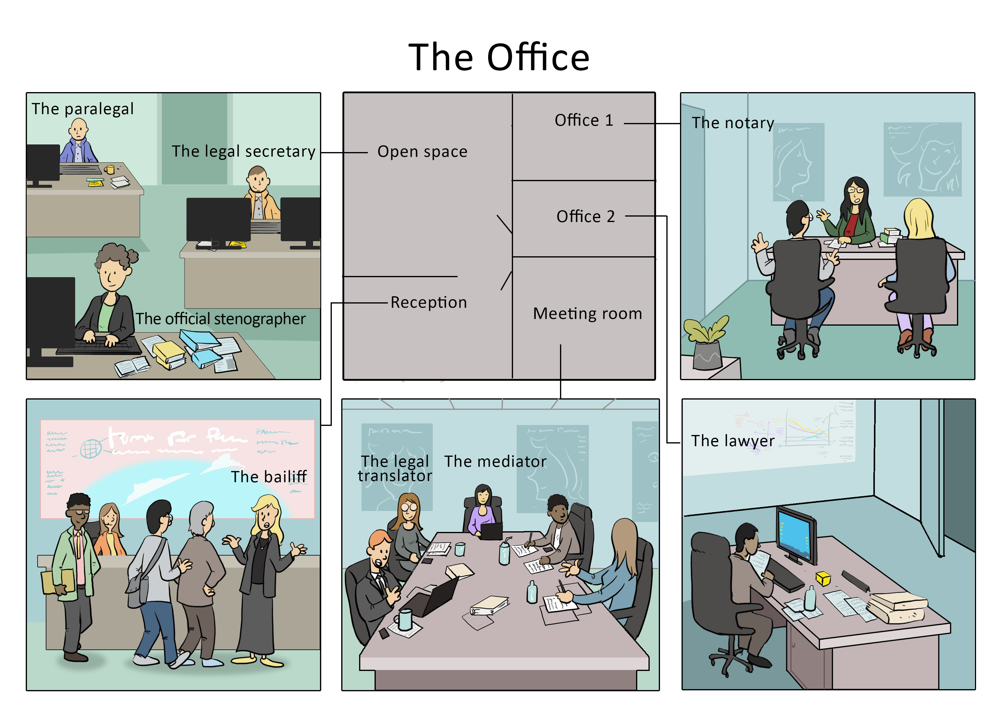 The Office
The paralegal
The legal secretary
The official stenographer
Open space
Office 1
Office 2
Reception
Meeting room
The notary
The bailiff
The legal
translator
The mediator
The lawyer